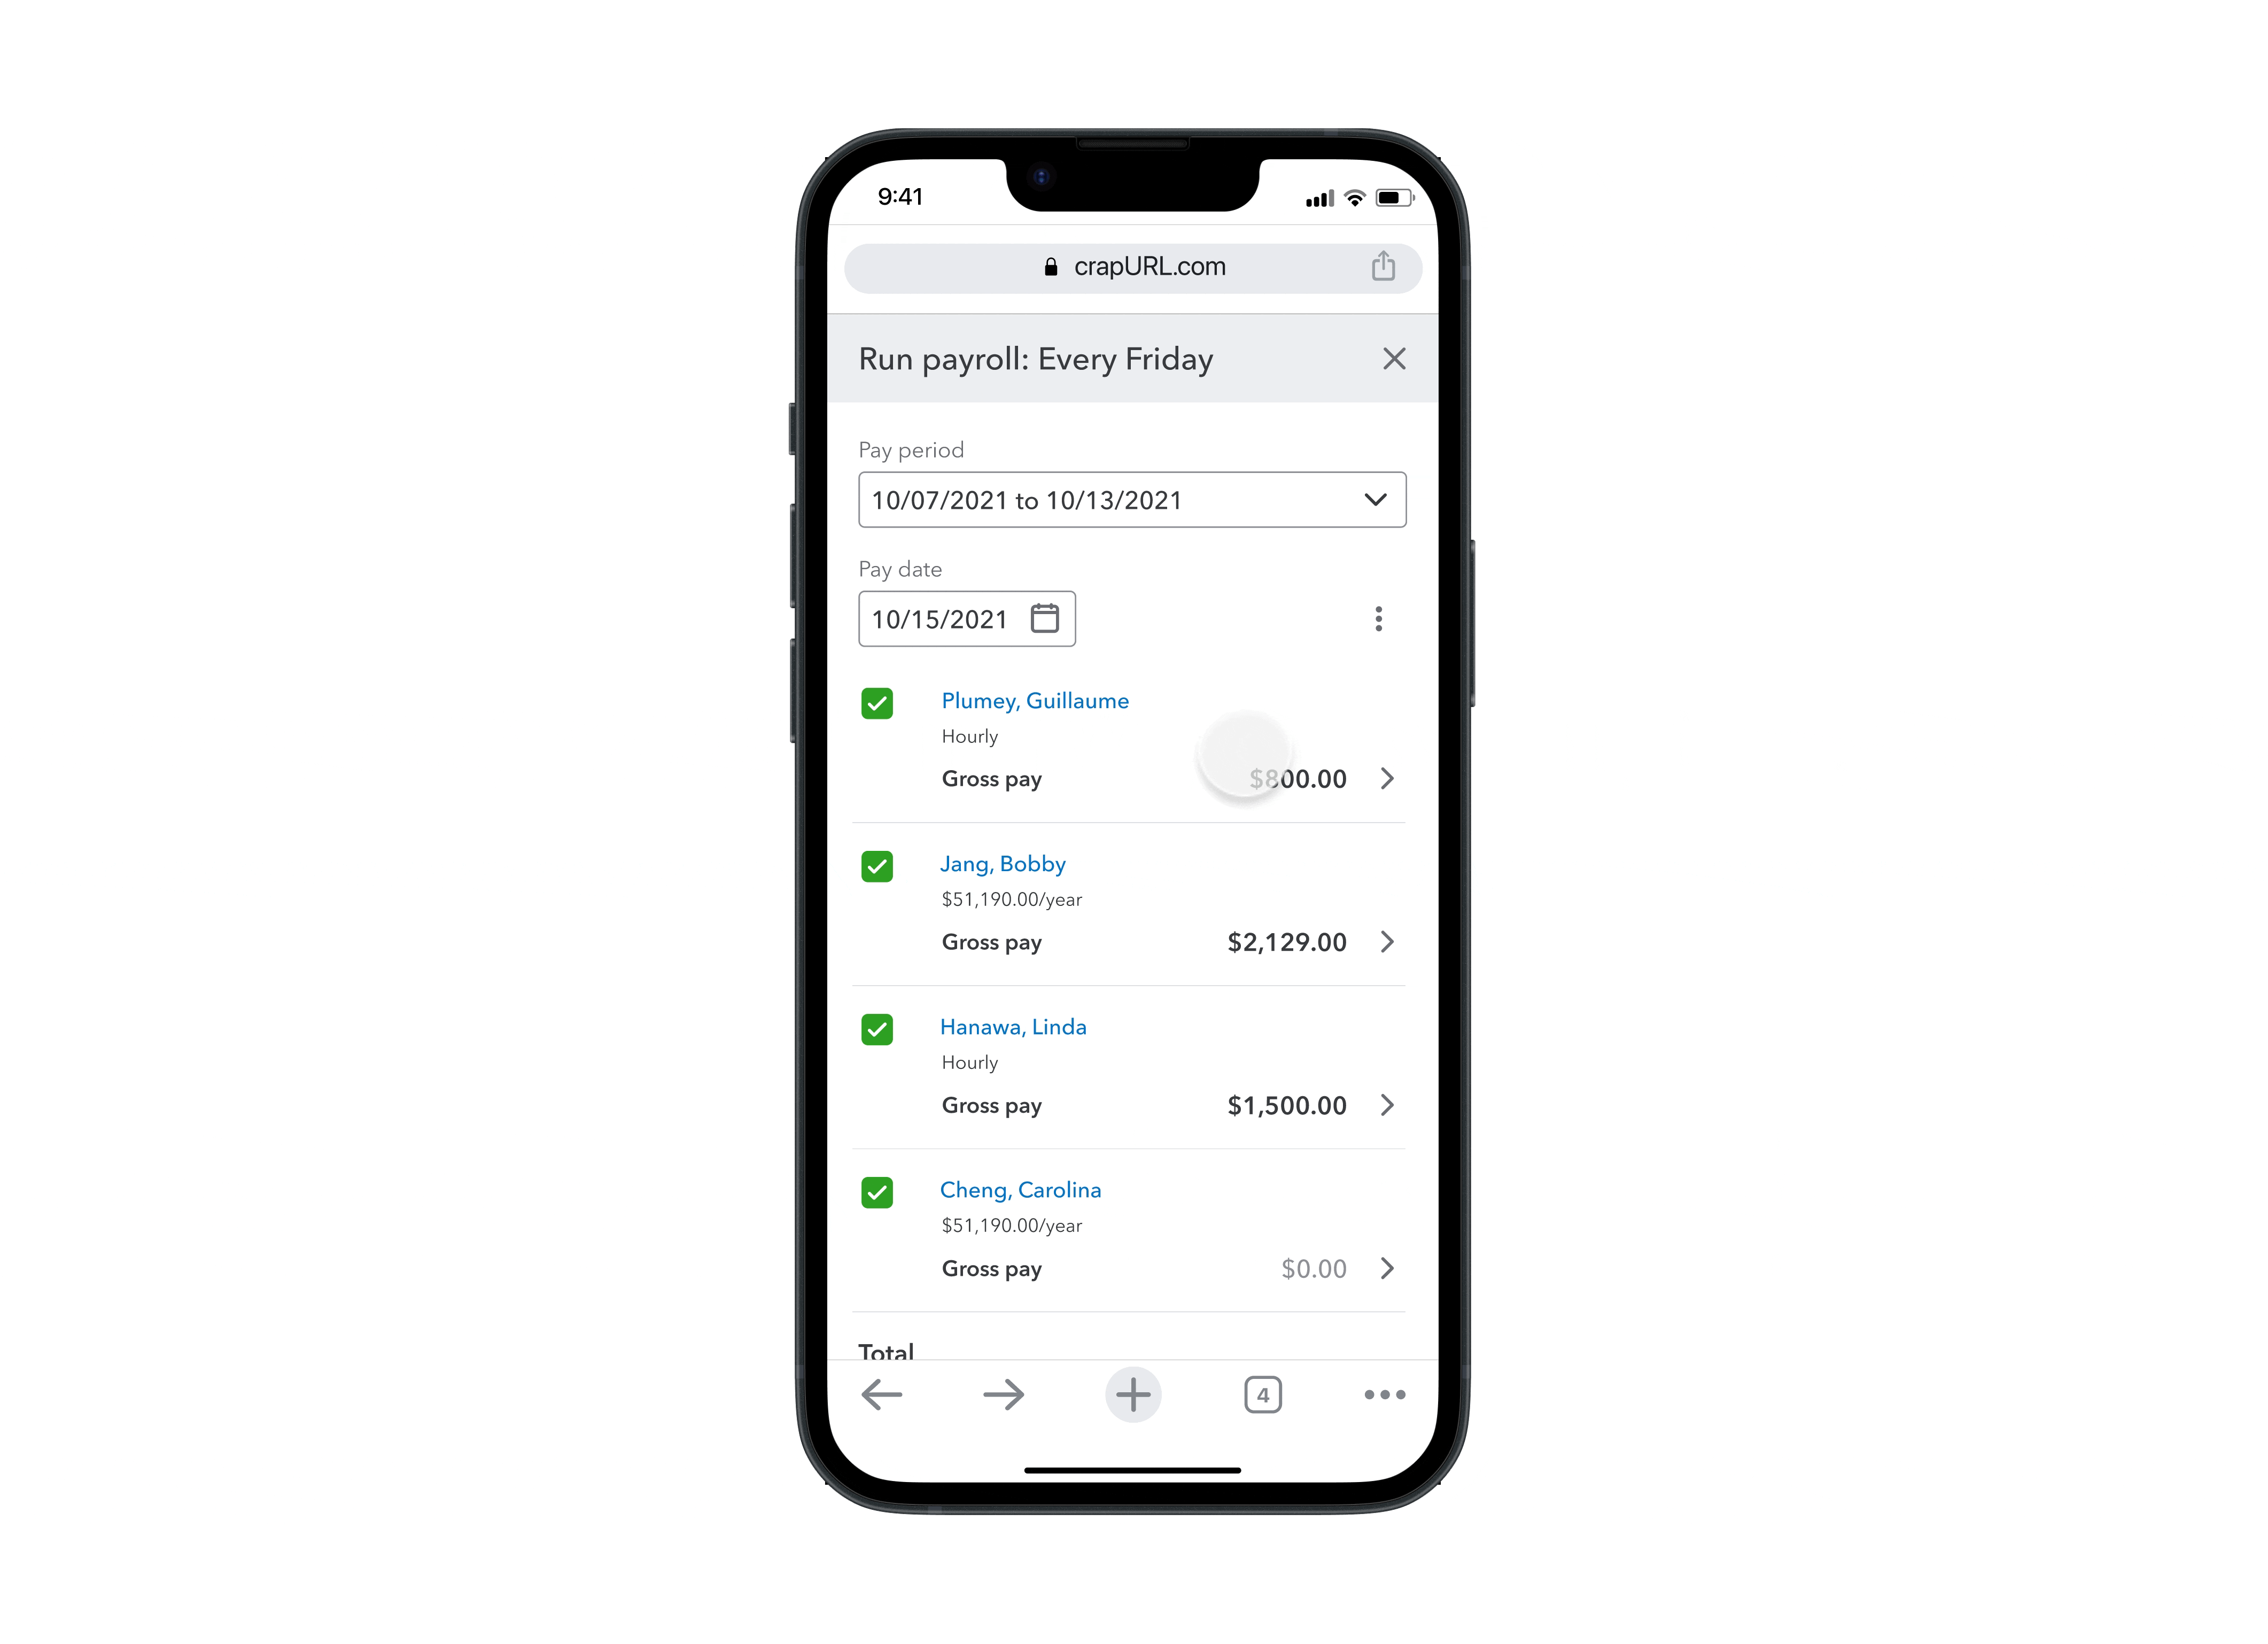 9:41
crapURL.com
Run payroll: Every Friday
Pay period
10/07/2021 to 10/13/2021
Pay date
10/15/2021
Plumey, Guillaume
Hourly
Gross pay $800.00
Jang, Bobby
$51,190.00/year
Gross pay $2,129.00
Hanawa, Linda
Hourly
Gross pay $1,500.00
Cheng, Carolina
$51,190.00/year
Gross pay $0.00
Total
4